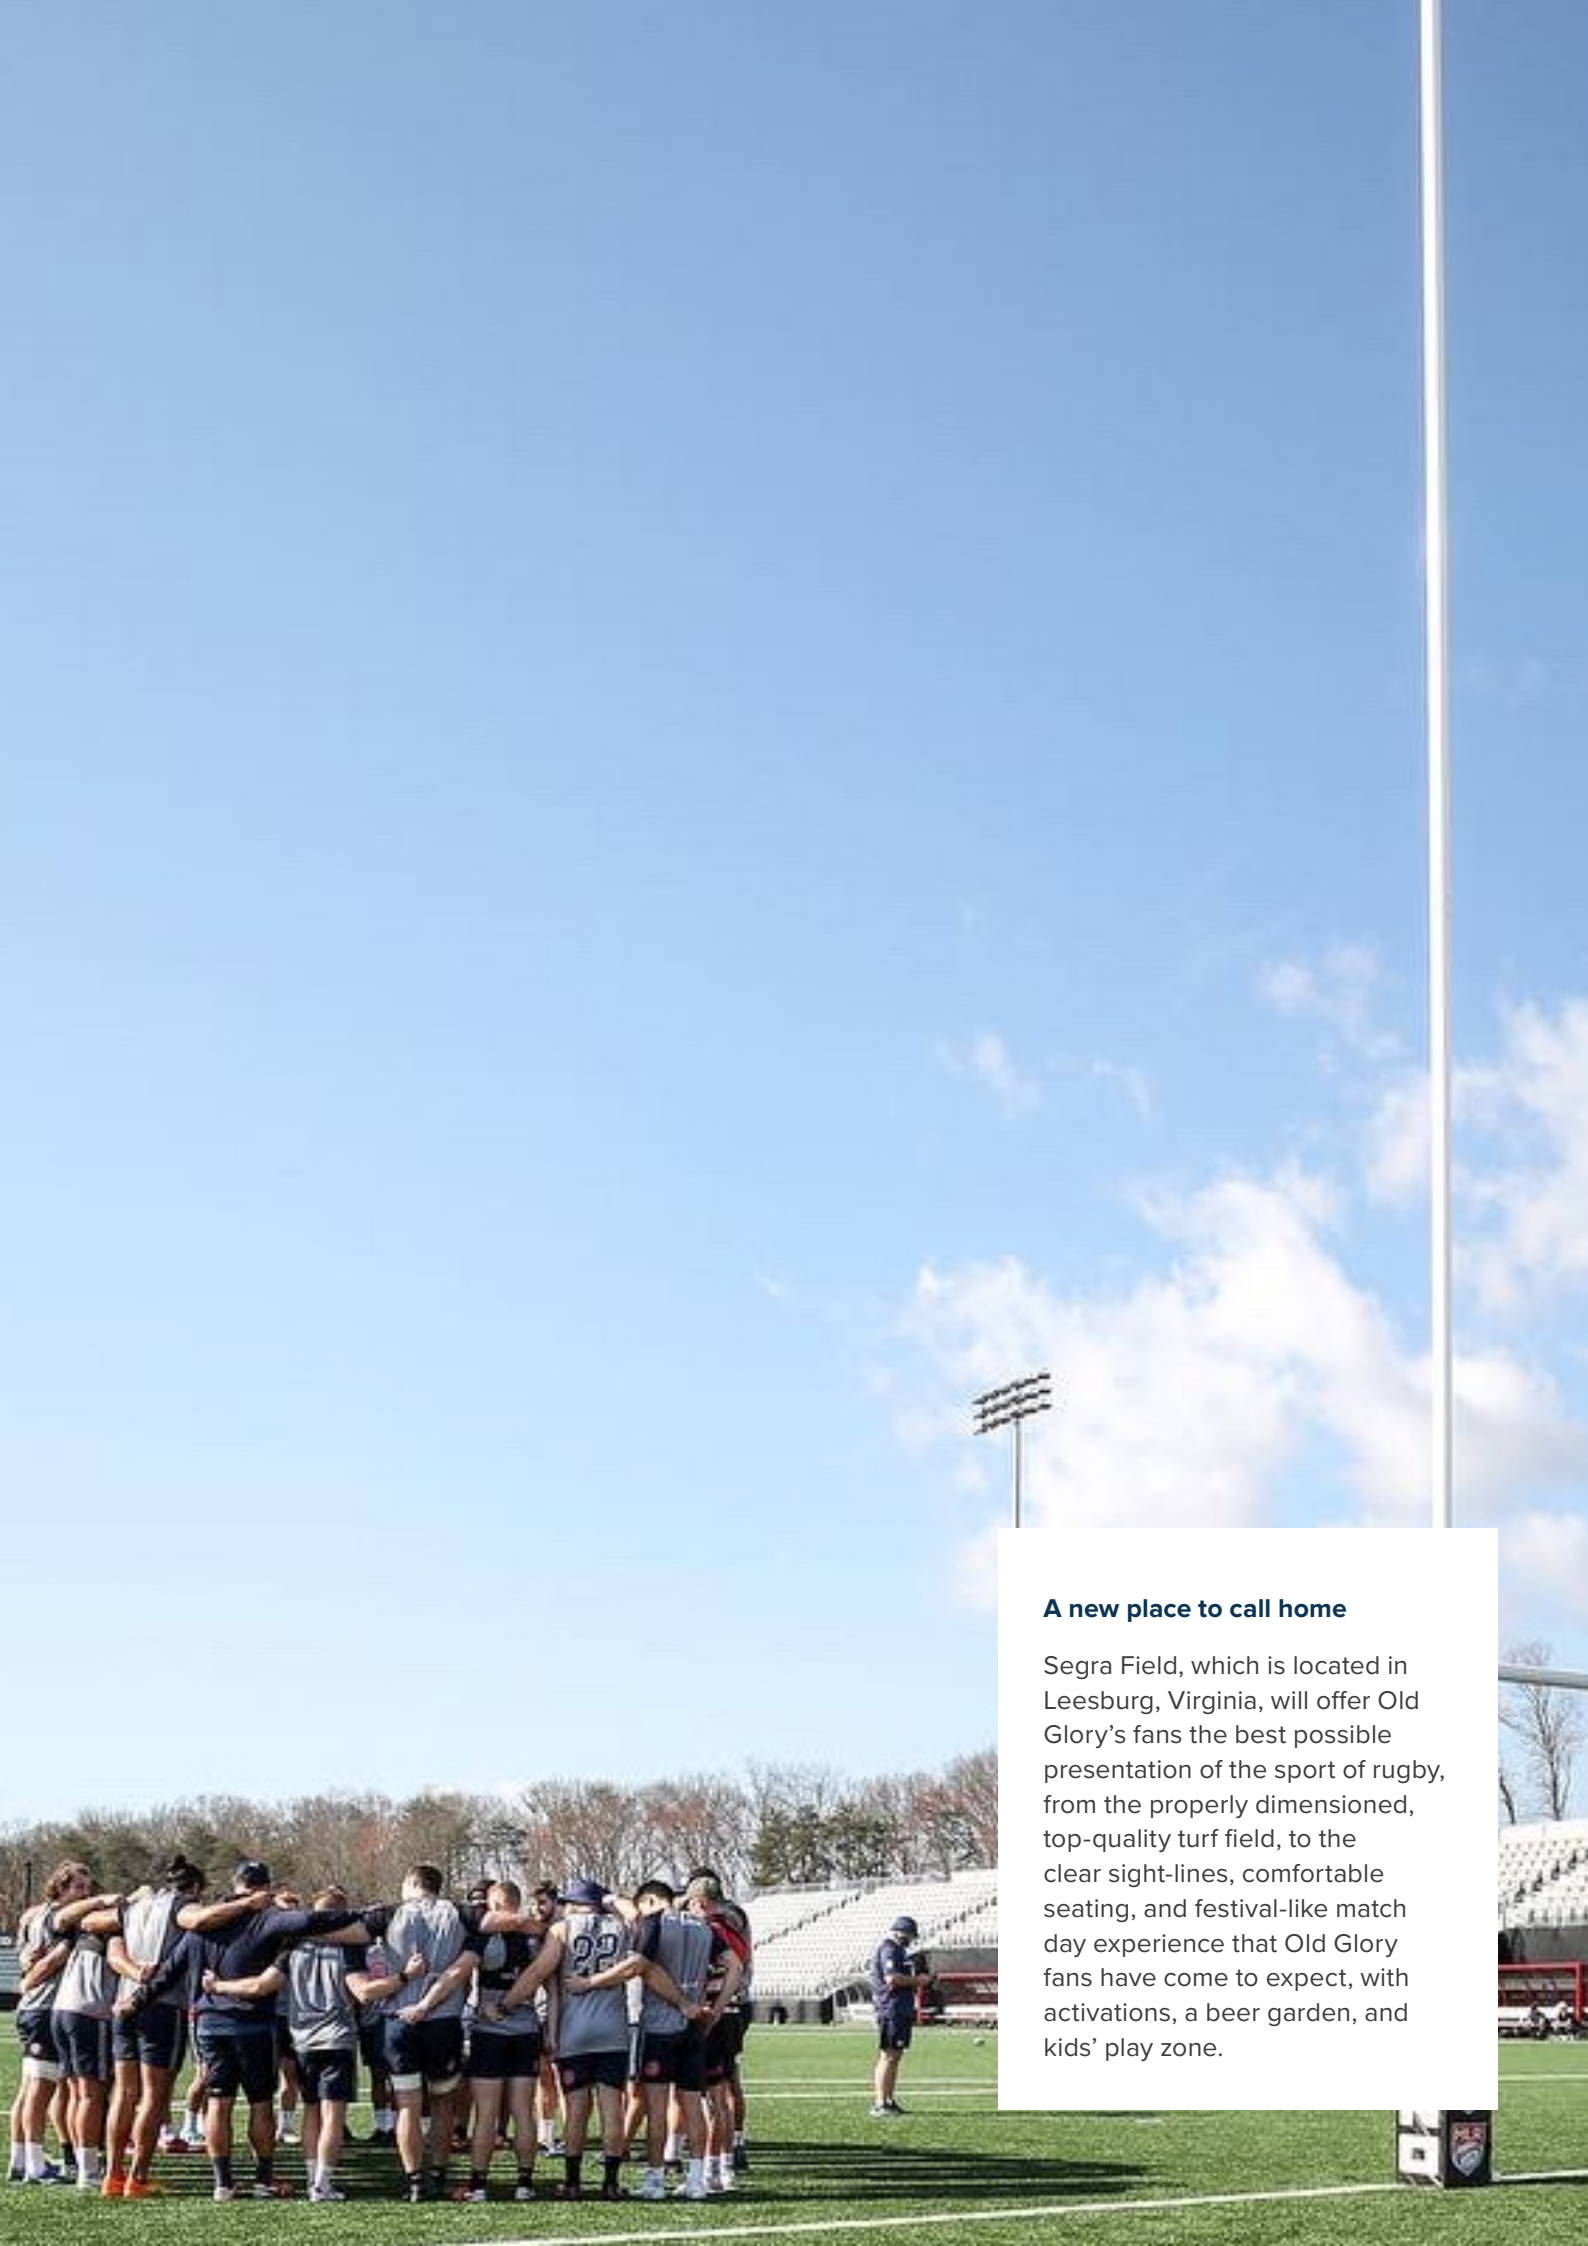 A new place to call home
Segra Field, which is located in
Leesburg, Virginia, will offer Old
Glory’s fans the best possible
presentation of the sport of rugby,
from the properly dimensioned,
top-quality turf field, to the
clear sight-lines, comfortable
seating, and festival-like match
day experience that Old Glory
fans have come to expect, with
activations, a beer garden, and
kids’ play zone.
22
MLR